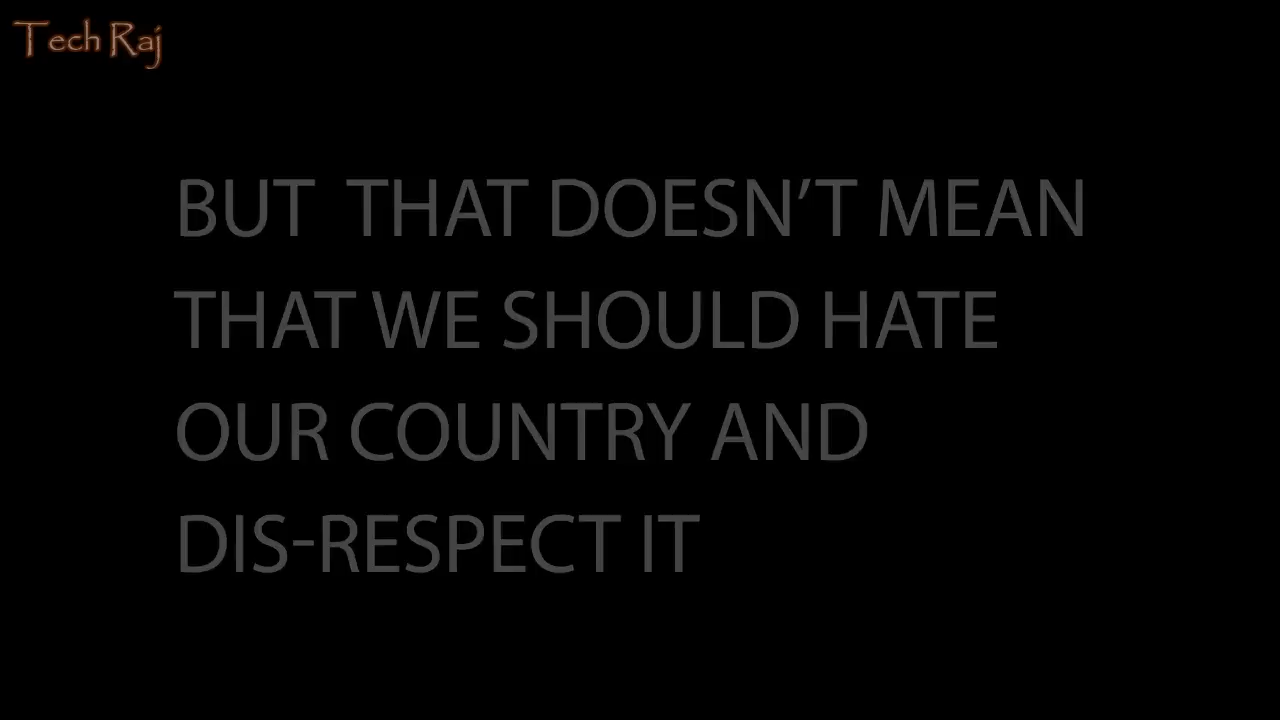 Tech Raj
BUT THAT DOESN’T MEAN
THAT WE SHOULD HATE
OUR COUNTRY AND
DIS-RESPECT IT